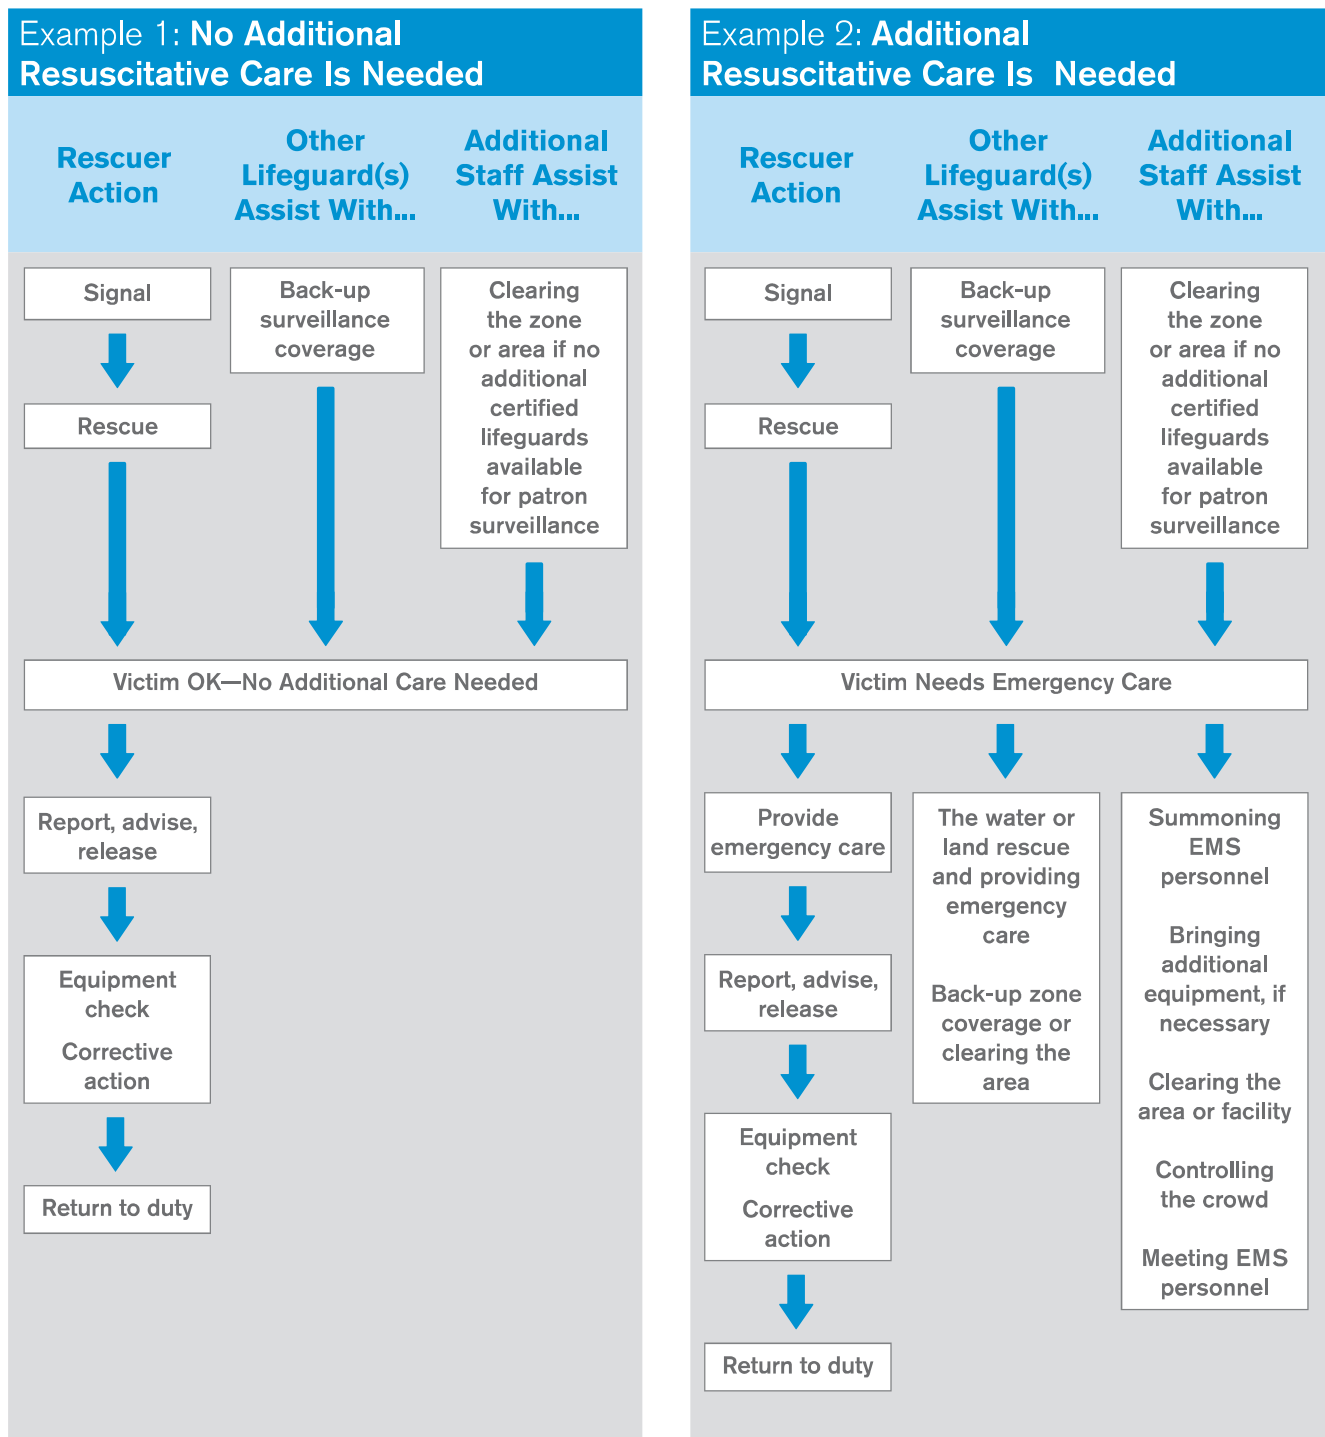 Example 1: No Additional
Resuscitative Care Is Needed
Rescuer
Action
Other
Lifeguard(s)
Assist With...
Additional
Staff Assist
With...
Signal
Rescue
Back-up
surveillance
coverage
Clearing
the zone
or area if no
additional
certified
lifeguards
available
for patron
surveillance
Victim OK—No Additional Care Needed
Report, advise,
release
Equipment
check
Corrective
action
Return to duty
Example 2: Additional
Resuscitative Care Is Needed
Rescuer
Action
Other
Lifeguard(s)
Assist With...
Additional
Staff Assist
With...
Signal
Rescue
Back-up
surveillance
coverage
Clearing
the zone
or area if no
additional
certified
lifeguards
available
for patron
surveillance
Victim Needs Emergency Care
Provide
emergency care
Report, advise,
release
Equipment
check
Corrective
action
Return to duty
The water or
land rescue
and providing
emergency
care
Back-up zone
coverage or
clearing the
area
Summoning
EMS
personnel
Bringing
additional
equipment, if
necessary
Clearing the
area or facility
Controlling
the crowd
Meeting EMS
personnel